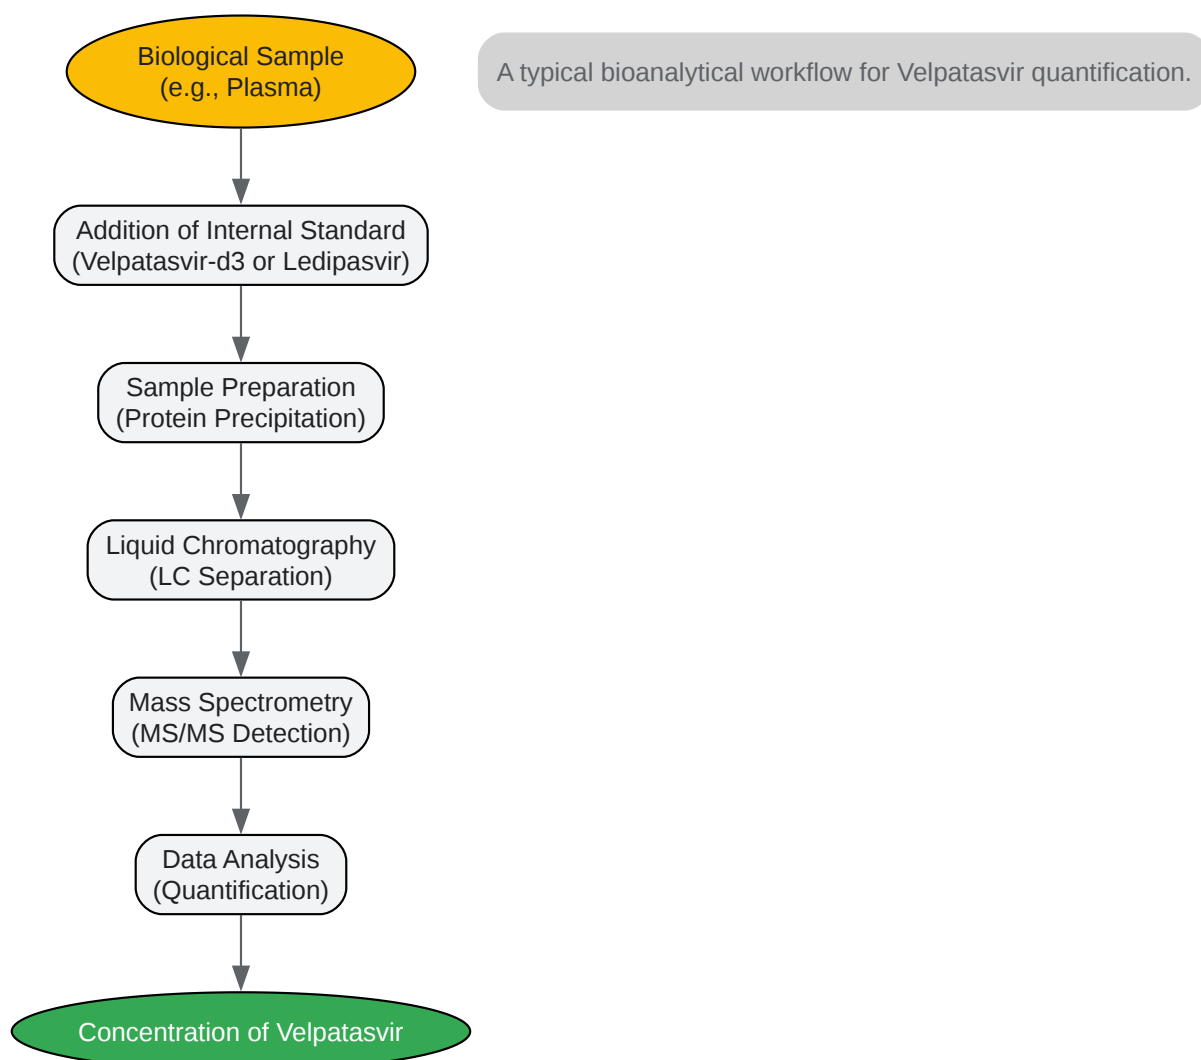 Biological Sample
(e.g., Plasma)
A typical bioanalytical workflow for Velpatasvir quantification.
Addition of Internal Standard
(Velpatasvir-d3 or Ledipasvir)
Sample Preparation
(Protein Precipitation)
Liquid Chromatography
(LC Separation)
Mass Spectrometry
(MS/MS Detection)
Data Analysis
(Quantification)
Concentration of Velpatasvir